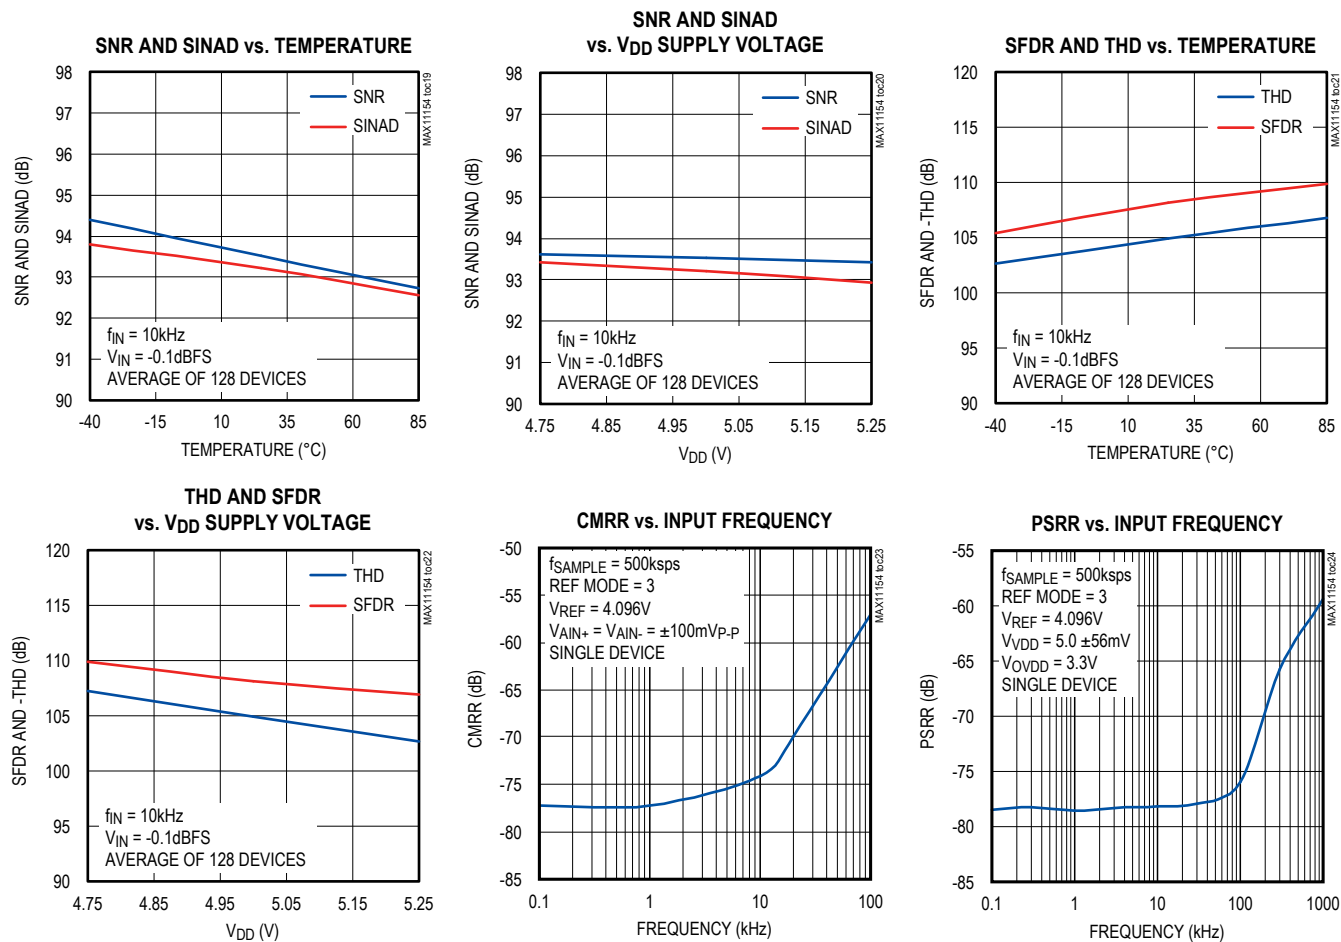 SNR AND SINAD vs. TEMPERATURE
98
97
96
95
94
93
92
91
90
SNR AND SINAD (dB)
SNR
SINAD
MAX11154 toc19
fIN = 10kHz
VIN = -0.1dBFS
AVERAGE OF 128 DEVICES
-40 -15 10 35 60 85
TEMPERATURE (°C)
SNR AND SINAD
vs. VDD SUPPLY VOLTAGE
98
97
96
95
94
93
92
91
90
SNR AND SINAD (dB)
SNR
SINAD
MAX11154 toc20
fIN = 10kHz
VIN = -0.1dBFS
AVERAGE OF 128 DEVICES
4.75 4.85 4.95 5.05 5.15 5.25
VDD (V)
SFDR AND THD vs. TEMPERATURE
120
115
110
105
100
95
90
SFDR AND -THD (dB)
THD
SFDR
MAX11154 toc21
fIN = 10kHz
VIN = -0.1dBFS
AVERAGE OF 128 DEVICES
-40 -15 10 35 60 85
TEMPERATURE (°C)
THD AND SFDR
vs. VDD SUPPLY VOLTAGE
120
115
110
105
100
95
90
SFDR AND -THD (dB)
THD
SFDR
MAX11154 toc22
fIN = 10kHz
VIN = -0.1dBFS
AVERAGE OF 128 DEVICES
4.75 4.85 4.95 5.05 5.15 5.25
VDD (V)
CMRR vs. INPUT FREQUENCY
-50
-55
-60
-65
-70
-75
-80
-85
CMRR (dB)
fSAMPLE = 500ksps
REF MODE = 3
VREF = 4.096V
VAIN+ = VAIN- = ±100mVP-P
SINGLE DEVICE
MAX11154 toc23
0.1 1 10 100
FREQUENCY (kHz)
PSRR vs. INPUT FREQUENCY
-55
-60
-65
-70
-75
-80
-85
PSRR (dB)
fSAMPLE = 500ksps
REF MODE = 3
VREF = 4.096V
VVDD = 5.0 ±56mV
VOVDD = 3.3V
SINGLE DEVICE
MAX11154 toc24
0.1 1 10 100 1000
FREQUENCY (kHz)